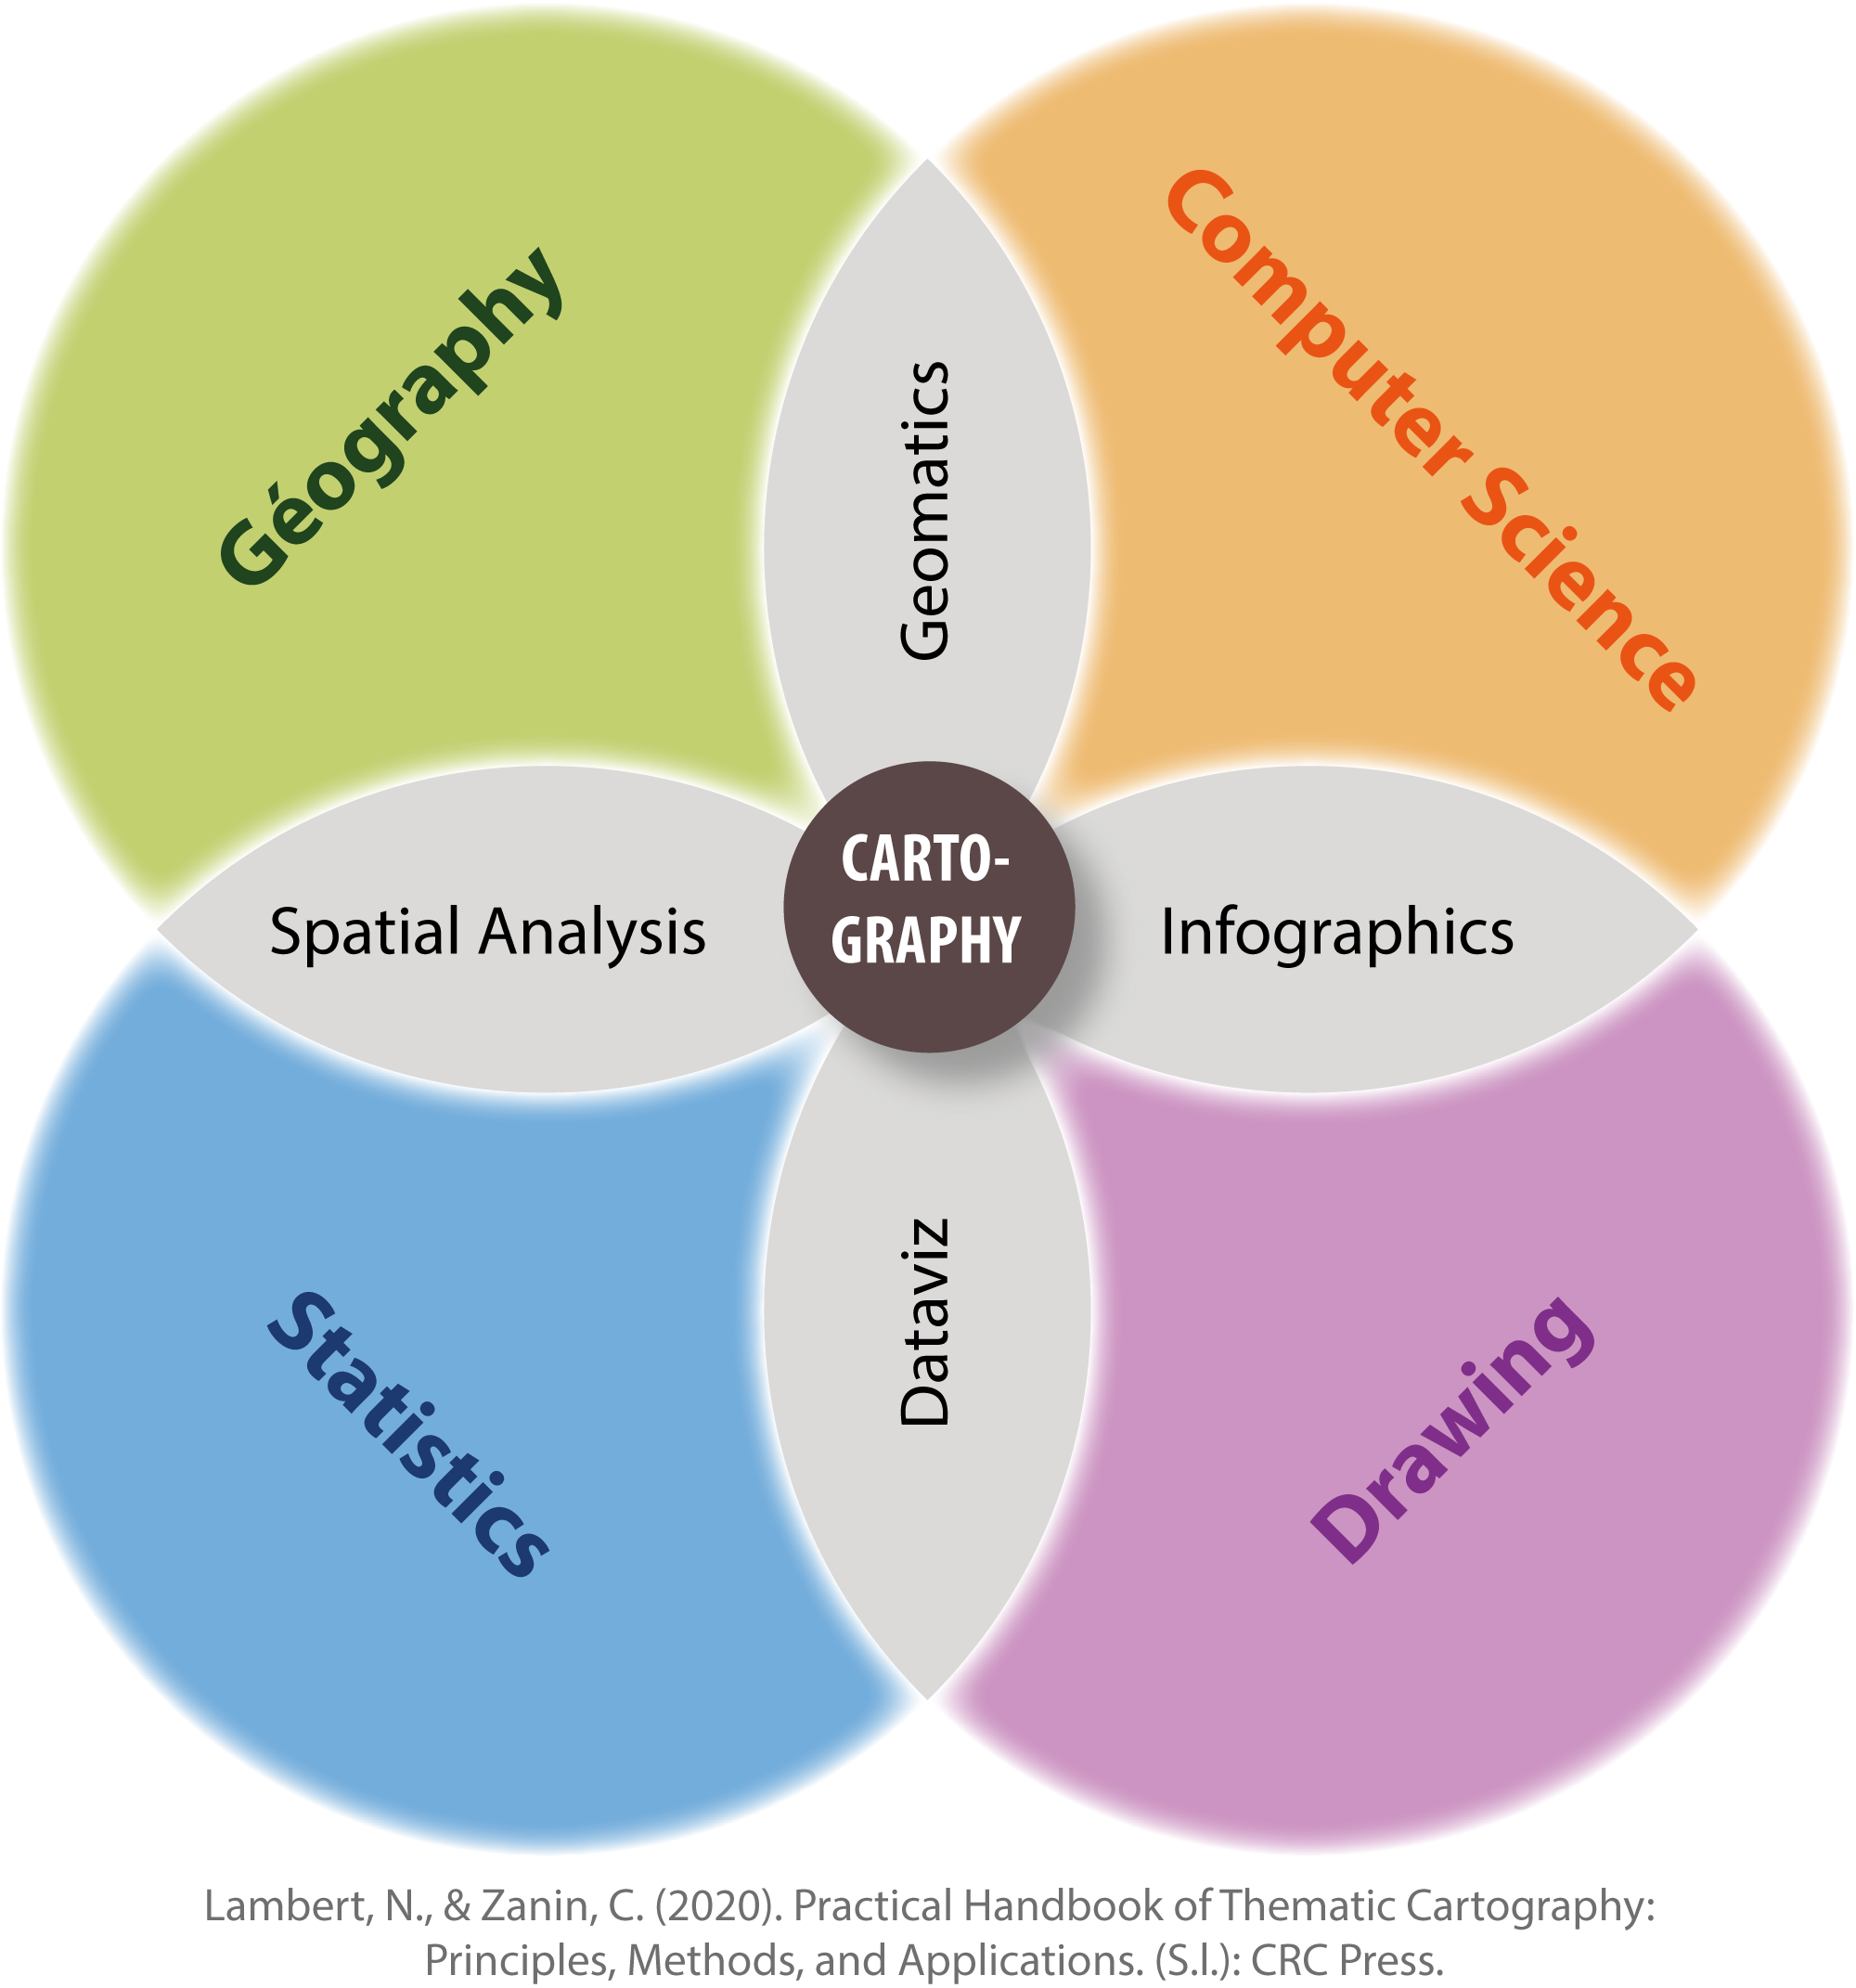 Géography
Computer Science
Geomatics
CARTO-
GRAPHY
Spatial Analysis
Infographics
Dataviz
Statistics
Drawing
Lambert, N., & Zanin, C. (2020). Practical Handbook of Thematic Cartography:
Principles, Methods, and Applications. (S.l.): CRC Press.